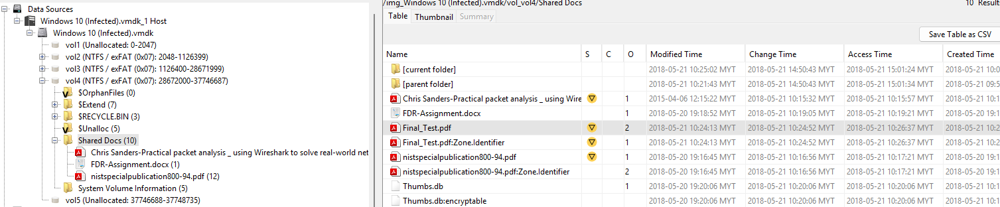 Data Sources
Windows 10 (Infected).vmdk_1 Host
Windows 10 (Infected).vmdk
vol1 (Unallocated: 0-2047)
vol2 (NTFS / exFAT (0x07): 2048-1126399)
vol3 (NTFS / exFAT (0x07): 1126400-28671999)
vol4 (NTFS / exFAT (0x07): 28672000-37746687)
$OrphanFiles (0)
$Extend (7)
$RECYCLE.BIN (3)
$Unalloc (5)
Shared Docs (10)
Chris Sanders-Practical packet analysis _ using Wireshark to solve real-world net
FDR-Assignment.docx (1)
nistspecialpublication800-94.pdf (12)
System Volume Information (5)
vol5 (Unallocated: 37746688-37748735)
/img_Windows 10 (Infected).vmdk/vol_vol4/Shared Docs 10 Results
Table Thumbnail Summary
Save Table as CSV
Name S C O Modified Time Change Time Access Time Created Time
[current folder] 2018-05-21 10:25:02 MYT 2018-05-21 14:50:43 MYT 2018-05-21 15:01:24 MYT 2018-05-21 10:0
[parent folder] 2018-05-21 10:21:43 MYT 2018-05-21 14:50:43 MYT 2018-05-21 15:01:34 MYT 2018-05-21 09:5
Chris Sanders-Practical packet analysis _ using Wire 1 2015-04-06 12:15:22 MYT 2018-05-21 10:15:32 MYT 2018-05-21 10:15:57 MYT 2018-05-21 10:1
FDR-Assignment.docx 1 2018-05-20 19:18:52 MYT 2018-05-21 10:19:05 MYT 2018-05-21 10:19:21 MYT 2018-05-20 19:1
Final_Test.pdf 2 2018-05-21 10:24:13 MYT 2018-05-21 10:24:52 MYT 2018-05-21 10:26:37 MYT 2018-05-21 10:2
Final_Test.pdf:Zone.Identifier 1 2018-05-21 10:24:13 MYT 2018-05-21 10:24:52 MYT 2018-05-21 10:26:37 MYT 2018-05-21 10:2
nistspecialpublication800-94.pdf 1 2018-05-20 19:16:45 MYT 2018-05-21 10:16:56 MYT 2018-05-21 10:17:21 MYT 2018-05-20 19:1
nistspecialpublication800-94.pdf:Zone.Identifier 2 2018-05-20 19:16:45 MYT 2018-05-21 10:16:56 MYT 2018-05-21 10:17:21 MYT 2018-05-20 19:1
Thumbs.db 1 2018-05-20 19:20:06 MYT 2018-05-21 10:20:06 MYT 2018-05-21 10:20:06 MYT 2018-05-21 10:1
Thumbs.db:encryptable 2018-05-20 19:20:06 MYT 2018-05-21 10:20:06 MYT 2018-05-21 10:20:06 MYT 2018-05-21 10:1